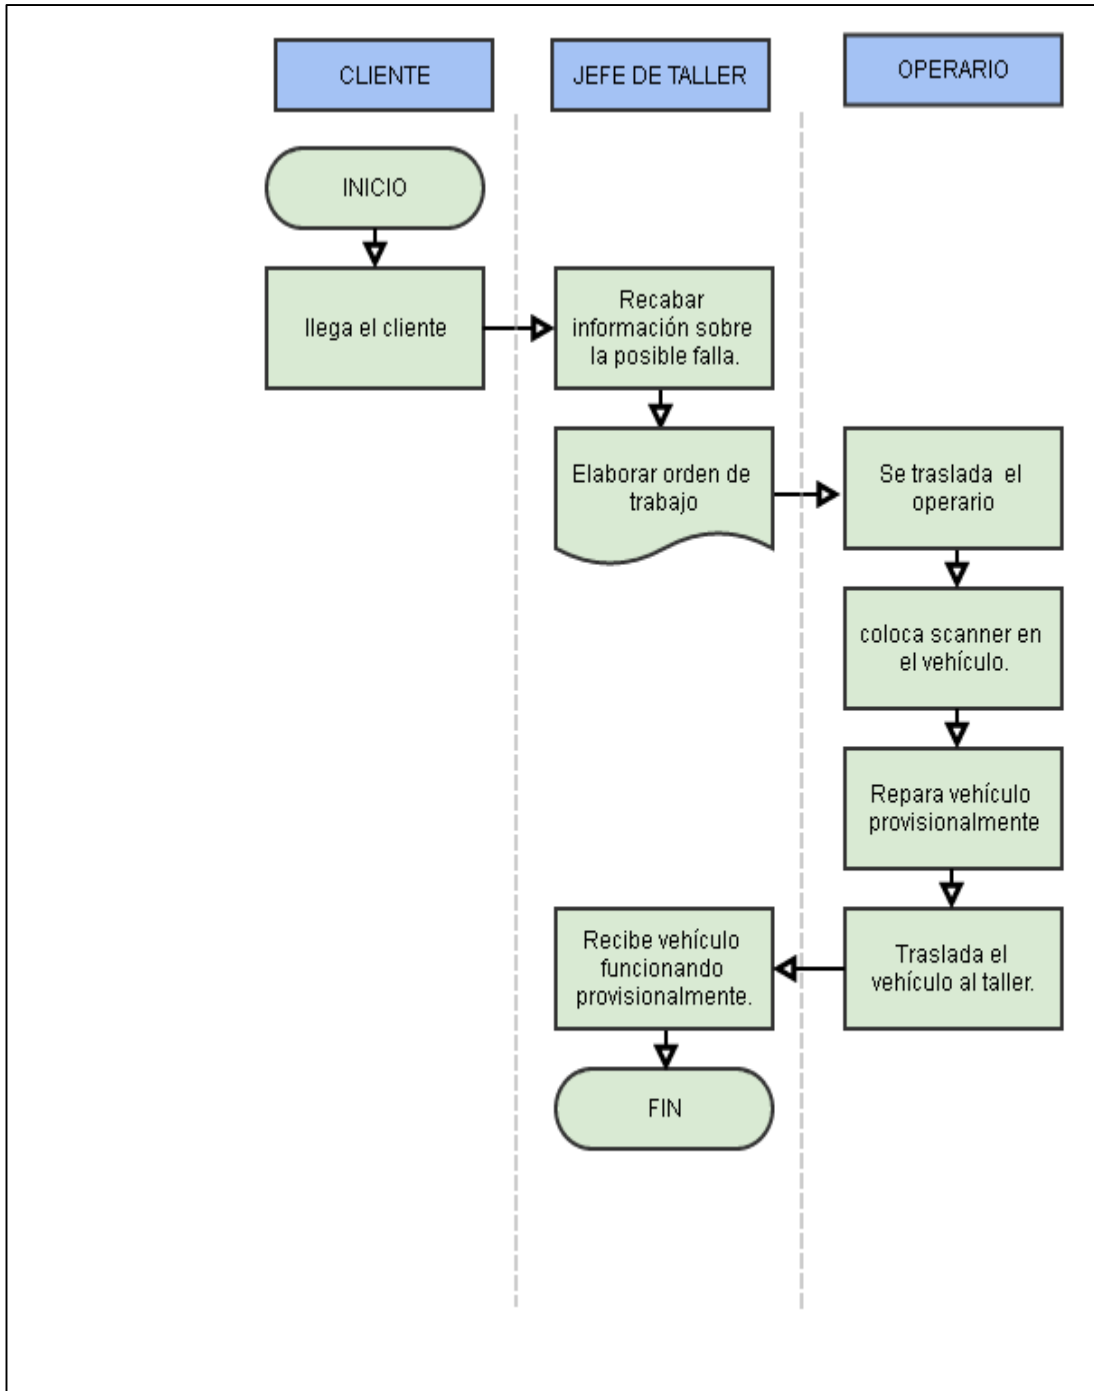 CLIENTE
JEFE DE TALLER
OPERARIO
INICIO
llega el cliente
Recabar
información sobre
la posible falla.
Elaborar orden de
trabajo
Se traslada el
operario
coloca scanner en
el vehículo.
Repara vehículo
provisionalmente
Traslada el
vehículo al taller.
Recibe vehículo
funcionando
provisionalmente.
FIN